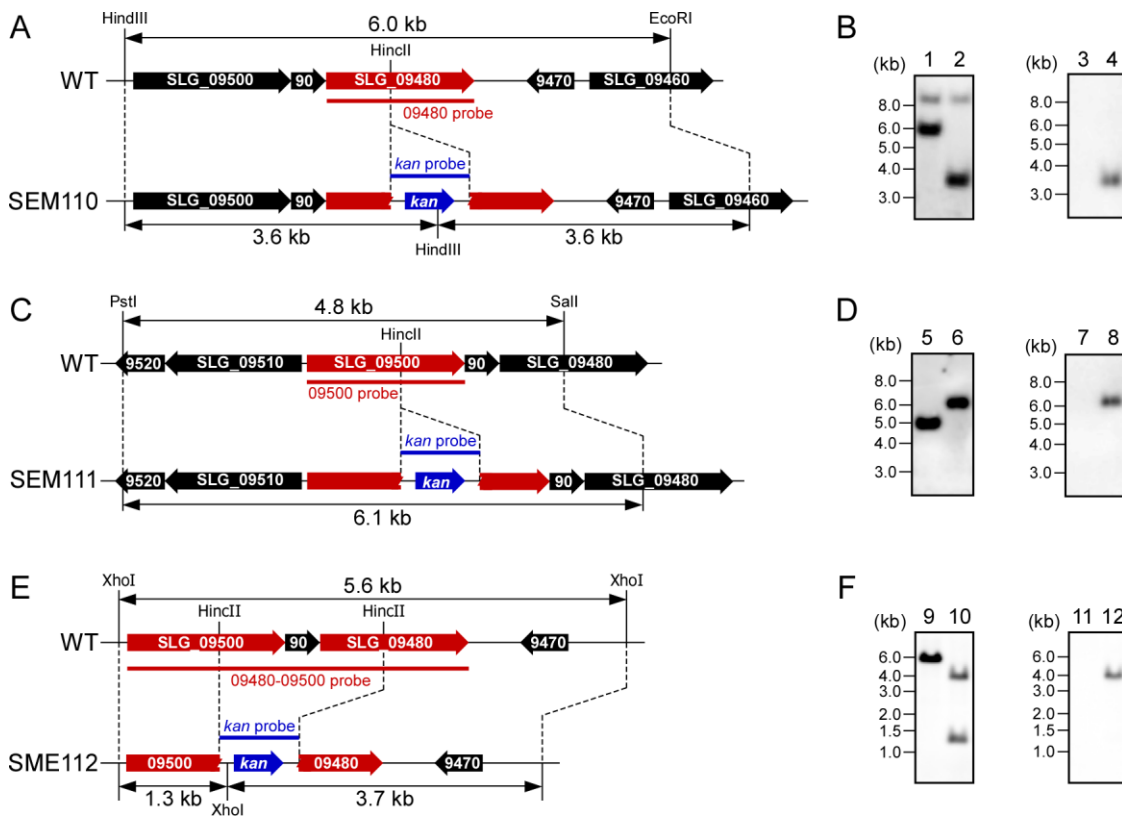 A
HindIII
6.0 kb
EcoRI
HincII
WT
SLG_09500
90
SLG_09480
9470
SLG_09460
09480 probe
kan probe
SEM110
SLG_09500
90
kan
9470
SLG_09460
3.6 kb
3.6 kb
HindIII
B
(kb)
1 2
8.0
6.0
5.0
4.0
3.0
(kb)
3 4
8.0
6.0
5.0
4.0
3.0
C
PstI
4.8 kb
SalI
HincII
WT
9520
SLG_09510
SLG_09500
90
SLG_09480
09500 probe
kan probe
SEM111
9520
SLG_09510
kan
90
SLG_09480
6.1 kb
D
(kb)
5 6
8.0
6.0
5.0
4.0
3.0
(kb)
7 8
8.0
6.0
5.0
4.0
3.0
E
XhoI
5.6 kb
XhoI
HincII
HincII
WT
SLG_09500
90
SLG_09480
9470
09480-09500 probe
kan probe
SME112
09500
kan
09480
9470
1.3 kb
3.7 kb
XhoI
F
(kb)
9 10
6.0
4.0
3.0
2.0
1.5
1.0
(kb)
11 12
6.0
4.0
3.0
2.0
1.5
1.0